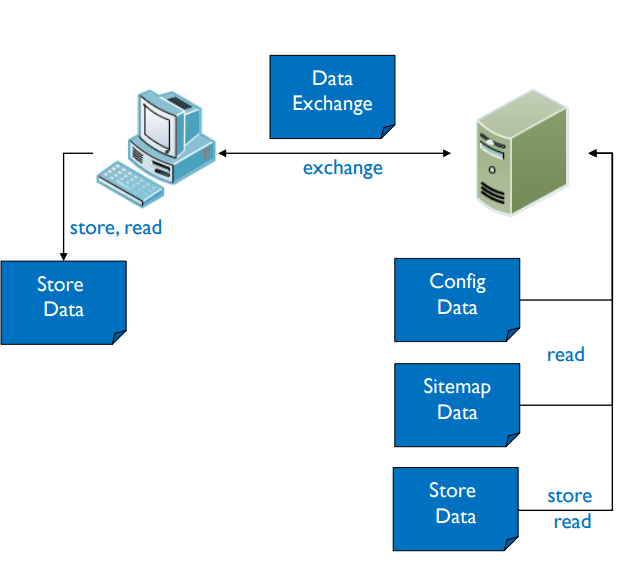 Data
Exchange
exchange
store, read
Store
Data
Config
Data
read
Sitemap
Data
Store
Data
store
read